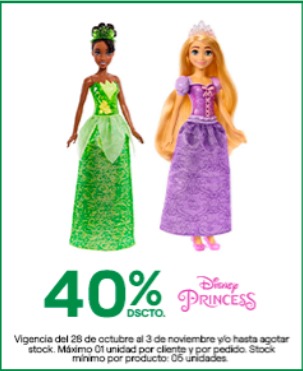 40%
DSCTO.
Disney
PRINCESS
Vigencia del 28 de octubre al 3 de noviembre y/o hasta agotar
stock. Máximo 01 unidad por cliente y por pedido. Stock
mínimo por producto: 05 unidades.